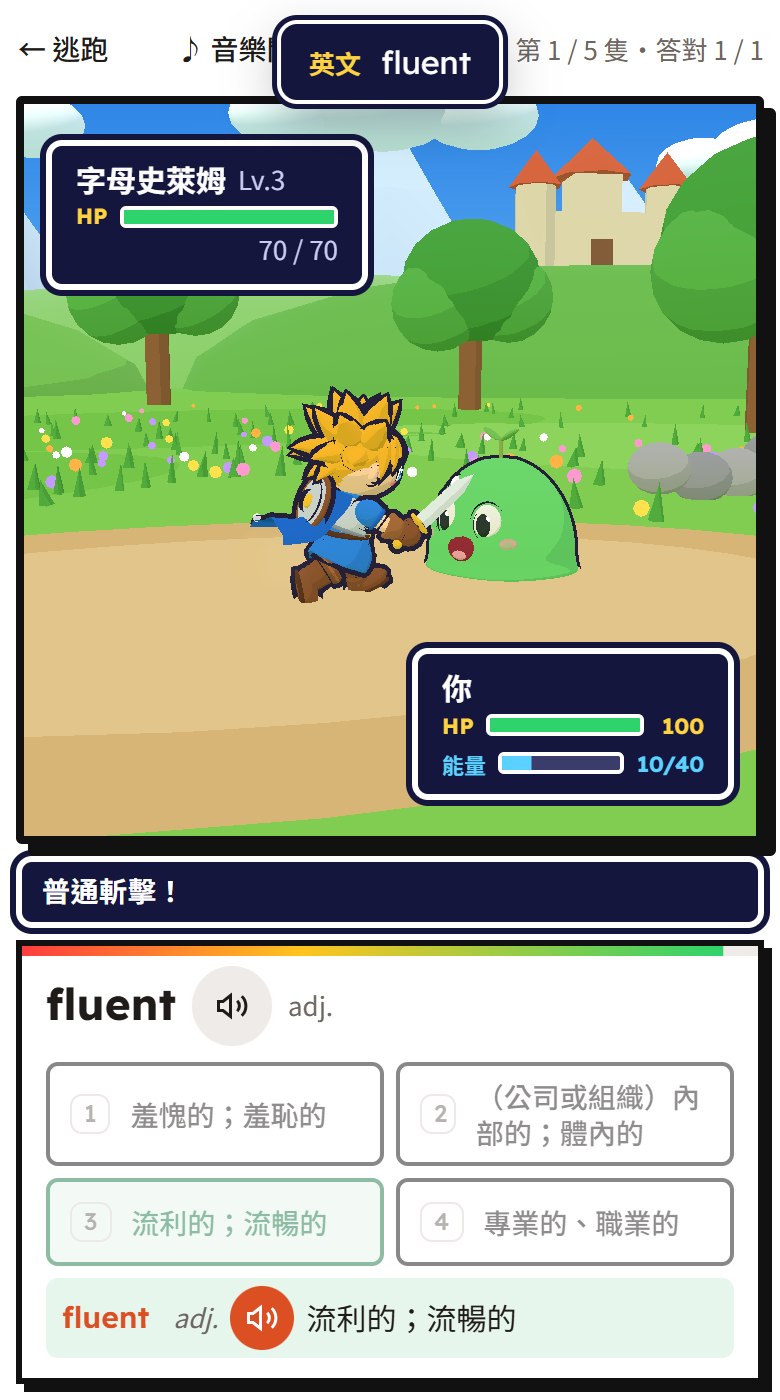 ← 逃跑
♪ 音樂
英文 fluent
第 1 / 5 隻・答對 1 / 1
字母史萊姆 Lv.3
HP
70 / 70
你
HP 100
能量 10/40
普通斬擊！
fluent adj.
1 羞愧的；羞恥的
2 （公司或組織）內
部的；體內的
3 流利的；流暢的
4 專業的、職業的
fluent adj. 流利的；流暢的